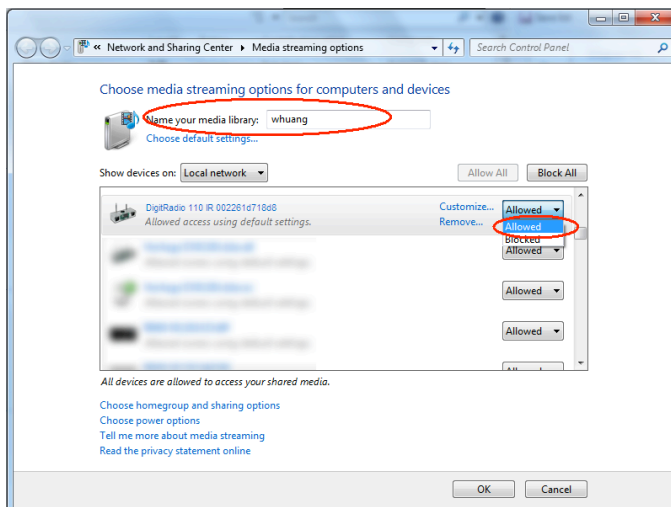 « Network and Sharing Center ▸ Media streaming options
Search Control Panel
Choose media streaming options for computers and devices
Name your media library: whuang
Choose default settings...
Show devices on: Local network
Allow All
Block All
DigitRadio 110 IR 002261d718d8
Allowed access using default settings.
Customize...
Remove...
Allowed
Allowed
Blocked
Allowed
Allowed
Allowed
All devices are allowed to access your shared media.
Choose homegroup and sharing options
Choose power options
Tell me more about media streaming
Read the privacy statement online
OK
Cancel